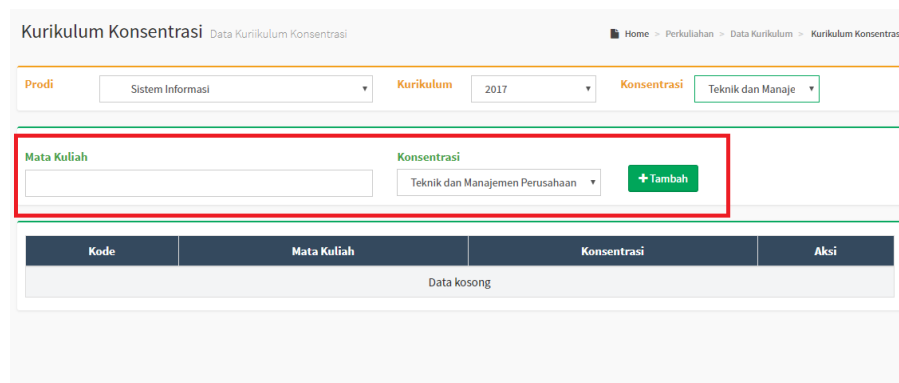 Kurikulum Konsentrasi Data Kuriikulum Konsentrasi
Home > Perkuliahan > Data Kurikulum > Kurikulum Konsentras
Prodi Sistem Informasi Kurikulum 2017 Konsentrasi Teknik dan Manaje
Mata Kuliah Konsentrasi
Teknik dan Manajemen Perusahaan + Tambah
Kode Mata Kuliah Konsentrasi Aksi
Data kosong